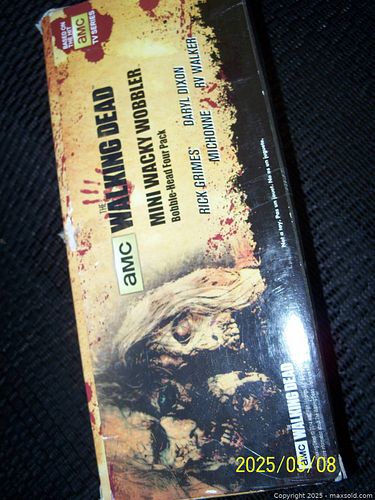 BASED ON
THE HIT
AMC
TV SERIES
AMC
THE
WALKING DEAD
MINI WACKY WOBBLER
Bobble-Head Four Pack
RICK GRIMES DARYL DIXON
MICHONNE RV WALKER
Not a toy. Pas un jouet. No es un juguete.
AMC
THE WALKING DEAD
2025/05/08
Copyright 2025 - maxsold.com